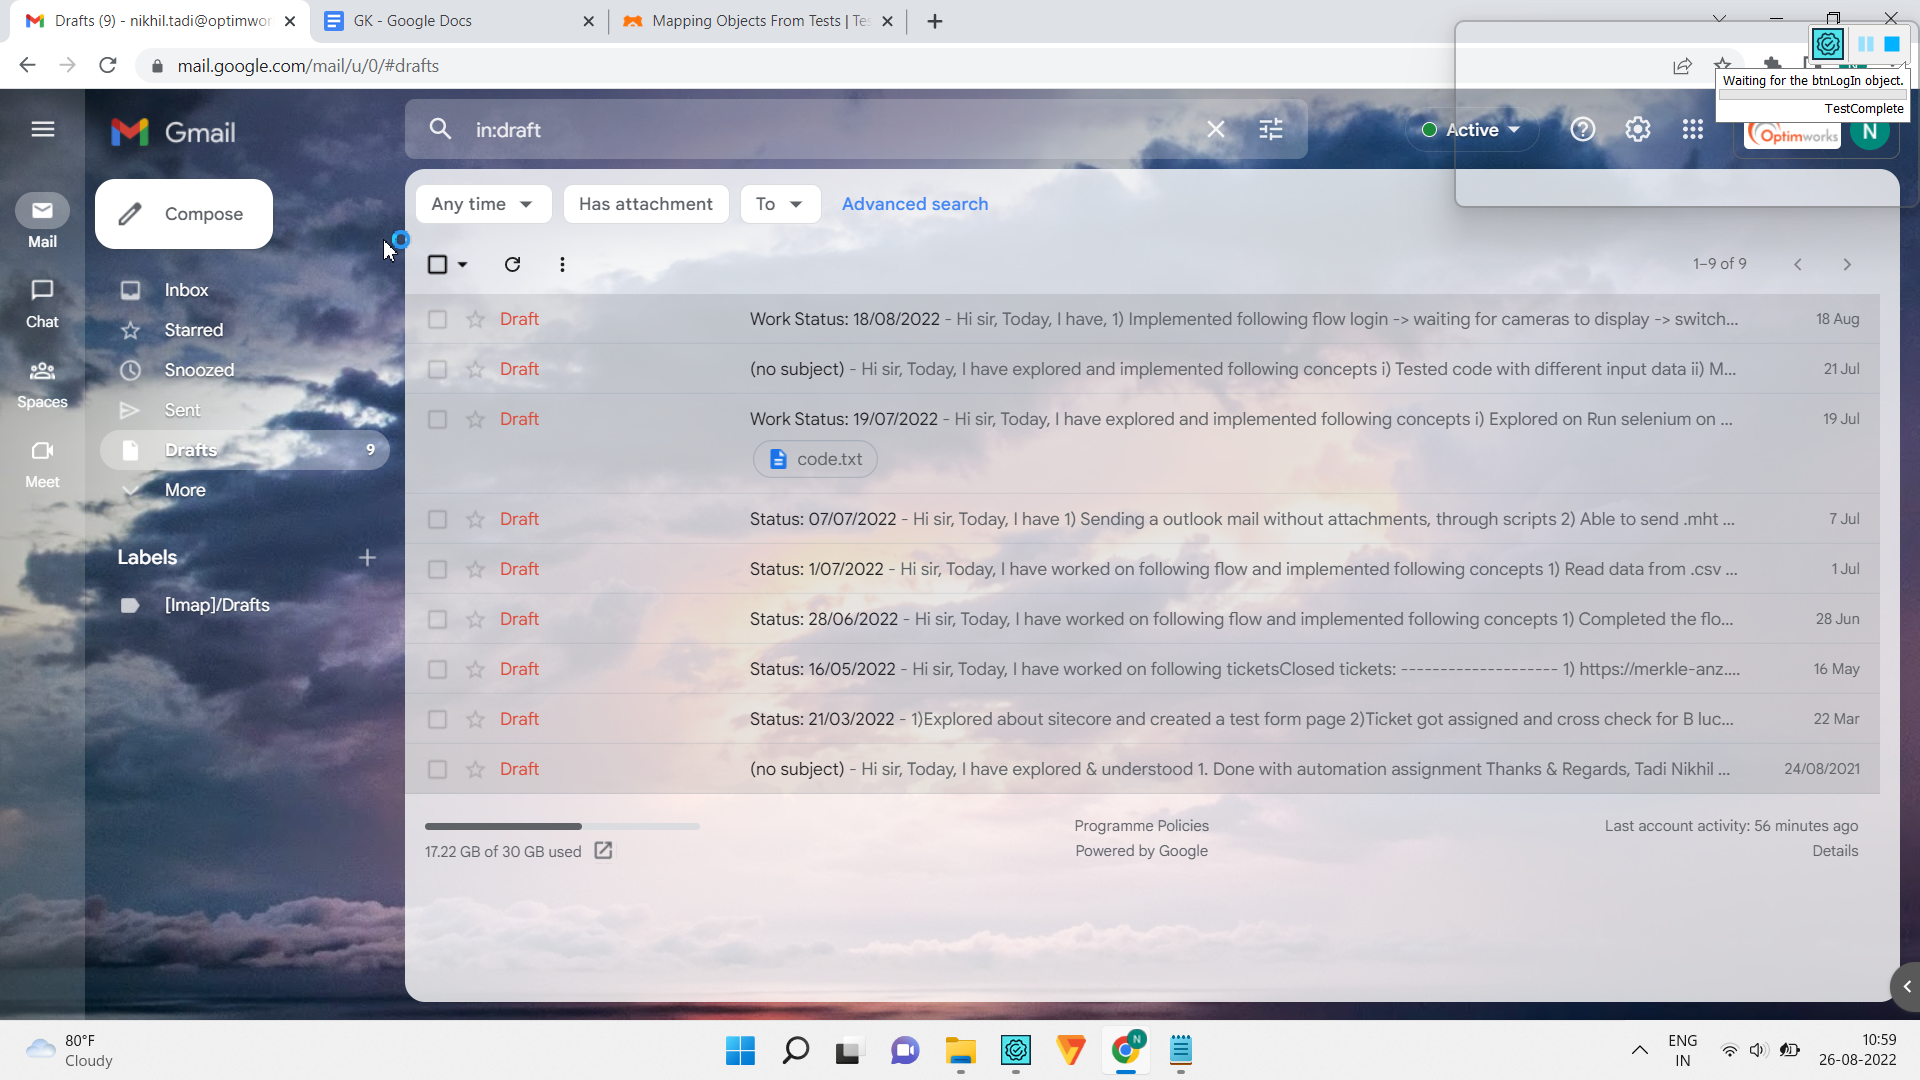 Drafts (9) - nikhil.tadi@optimwor
GK - Google Docs
Mapping Objects From Tests | Tes
mail.google.com/mail/u/0/#drafts
Waiting for the btnLogIn object.
TestComplete
Gmail
in:draft
Active
Optimworks
N
Mail
Chat
Spaces
Meet
Compose
Inbox
Starred
Snoozed
Sent
Drafts 9
More
Labels
[Imap]/Drafts
Any time
Has attachment
To
Advanced search
1–9 of 9
Draft Work Status: 18/08/2022 - Hi sir, Today, I have, 1) Implemented following flow login -> waiting for cameras to display -> switch... 18 Aug
Draft (no subject) - Hi sir, Today, I have explored and implemented following concepts i) Tested code with different input data ii) M... 21 Jul
Draft Work Status: 19/07/2022 - Hi sir, Today, I have explored and implemented following concepts i) Explored on Run selenium on ... 19 Jul
code.txt
Draft Status: 07/07/2022 - Hi sir, Today, I have 1) Sending a outlook mail without attachments, through scripts 2) Able to send .mht ... 7 Jul
Draft Status: 1/07/2022 - Hi sir, Today, I have worked on following flow and implemented following concepts 1) Read data from .csv ... 1 Jul
Draft Status: 28/06/2022 - Hi sir, Today, I have worked on following flow and implemented following concepts 1) Completed the flo... 28 Jun
Draft Status: 16/05/2022 - Hi sir, Today, I have worked on following ticketsClosed tickets: -------------------- 1) https://merkle-anz.... 16 May
Draft Status: 21/03/2022 - 1)Explored about sitecore and created a test form page 2)Ticket got assigned and cross check for B luc... 22 Mar
Draft (no subject) - Hi sir, Today, I have explored & understood 1. Done with automation assignment Thanks & Regards, Tadi Nikhil ... 24/08/2021
17.22 GB of 30 GB used
Programme Policies
Powered by Google
Last account activity: 56 minutes ago
Details
80°F
Cloudy
N
ENG
IN
10:59
26-08-2022